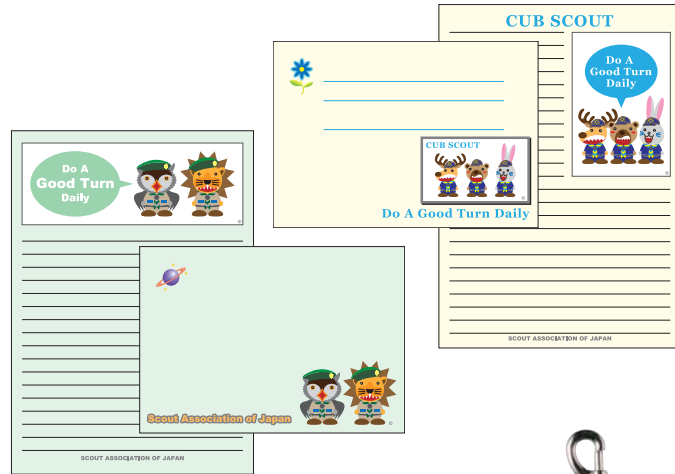 CUB SCOUT
Do A
Good Turn
Daily
SCOUT ASSOCIATION OF JAPAN
CUB SCOUT
Do A Good Turn Daily
Do A
Good Turn
Daily
SCOUT ASSOCIATION OF JAPAN
Scout Association of Japan